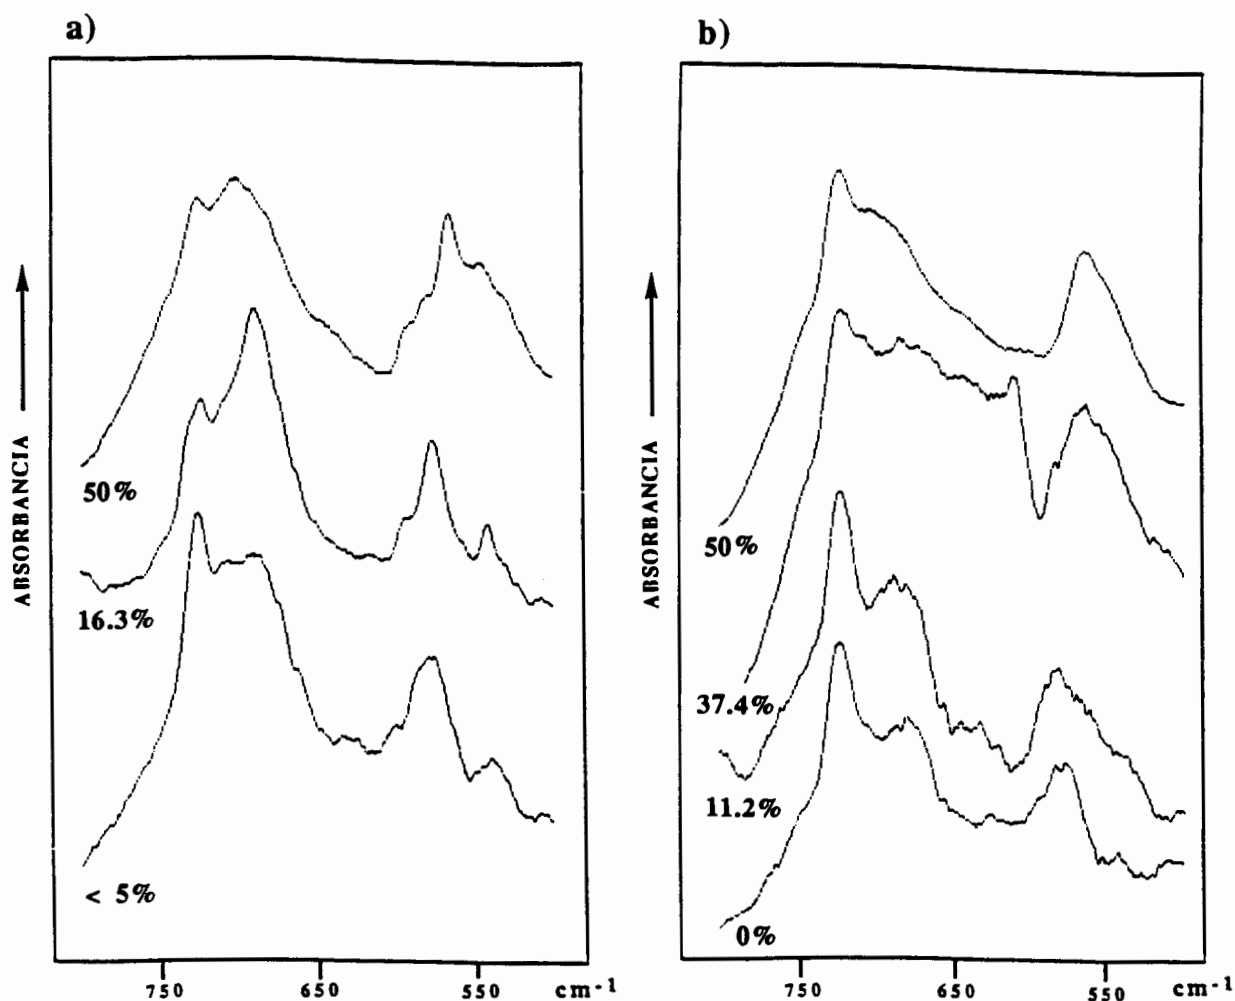 a)
ABSORBANCIA
50%
16.3%
< 5%
750 650 550 cm-1
b)
ABSORBANCIA
50%
37.4%
11.2%
0%
750 650 550 cm-1